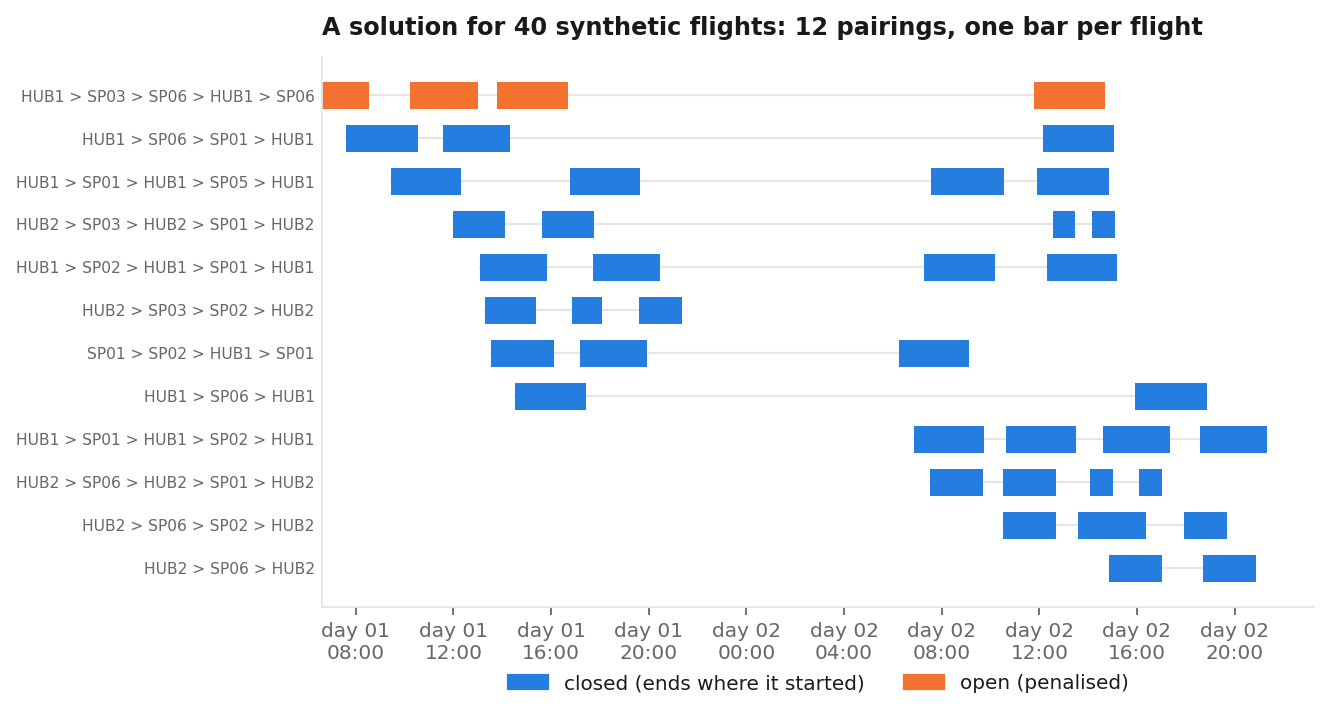 A solution for 40 synthetic flights: 12 pairings, one bar per flight
HUB1 > SP03 > SP06 > HUB1 > SP06
HUB1 > SP06 > SP01 > HUB1
HUB1 > SP01 > HUB1 > SP05 > HUB1
HUB2 > SP03 > HUB2 > SP01 > HUB2
HUB1 > SP02 > HUB1 > SP01 > HUB1
HUB2 > SP03 > SP02 > HUB2
SP01 > SP02 > HUB1 > SP01
HUB1 > SP06 > HUB1
HUB1 > SP01 > HUB1 > SP02 > HUB1
HUB2 > SP06 > HUB2 > SP01 > HUB2
HUB2 > SP06 > SP02 > HUB2
HUB2 > SP06 > HUB2
day 01 day 01 day 01 day 01 day 02 day 02 day 02 day 02 day 02 day 02
08:00 12:00 16:00 20:00 00:00 04:00 08:00 12:00 16:00 20:00
closed (ends where it started) open (penalised)